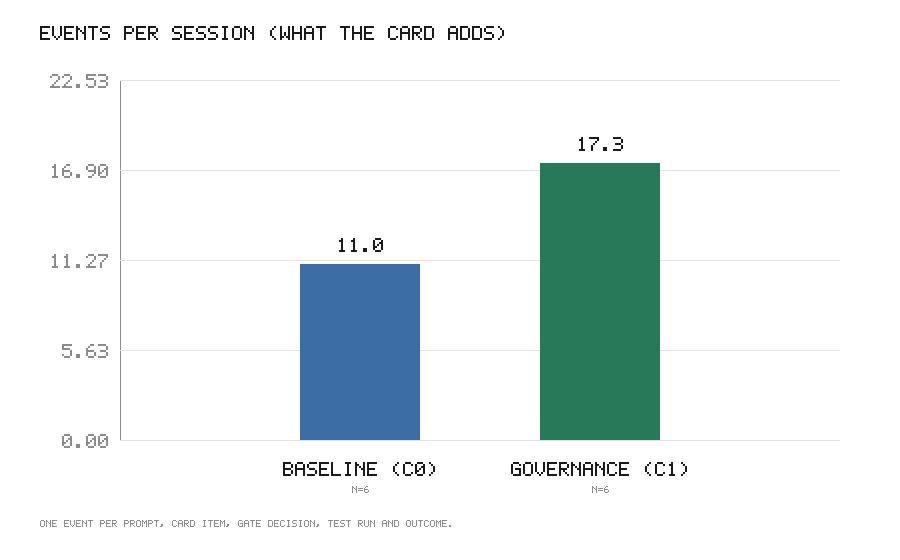 EVENTS PER SESSION (WHAT THE CARD ADDS)
22.53
17.3
16.90
11.0
11.27
5.63
0.00
BASELINE (C0) GOVERNANCE (C1)
N=6 N=6
ONE EVENT PER PROMPT, CARD ITEM, GATE DECISION, TEST RUN AND OUTCOME.